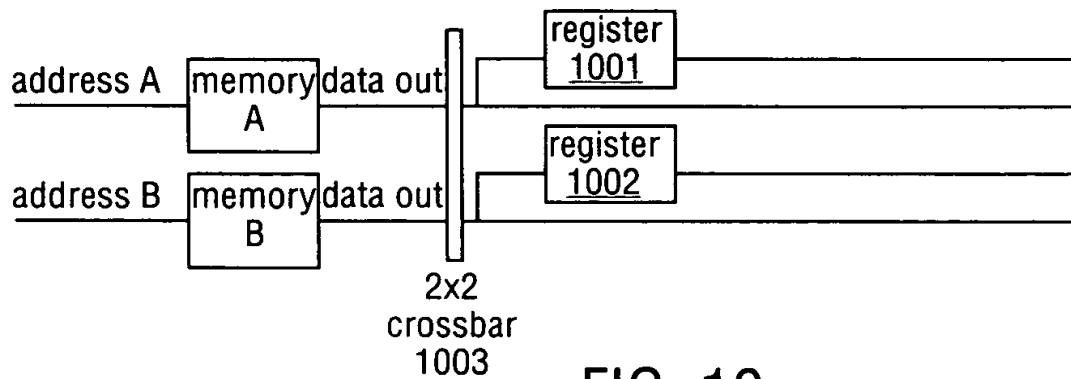 register
1001
address A
memory
A
data out
register
1002
address B
memory
B
data out
2x2
crossbar
1003